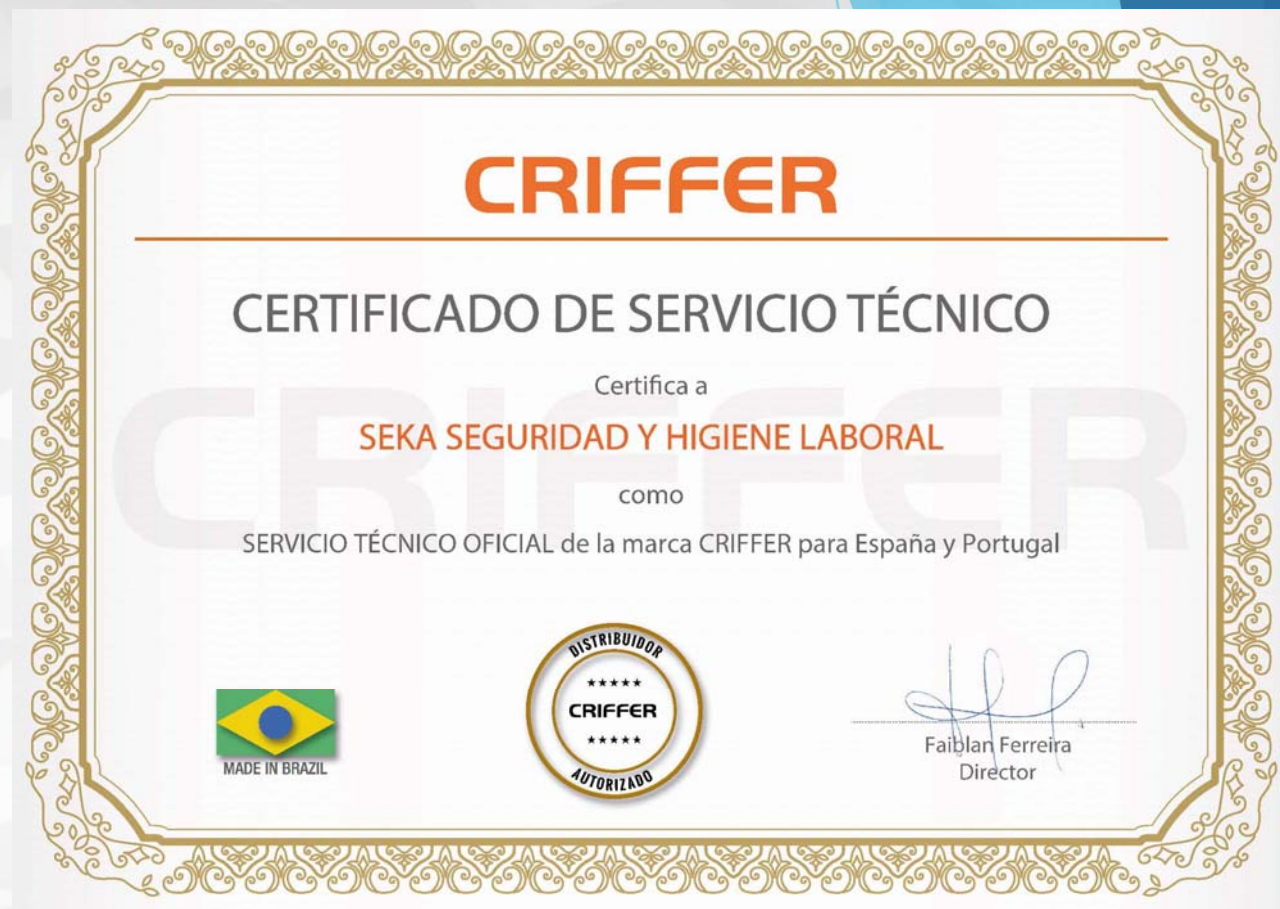 CRIFFER
CERTIFICADO DE SERVICIO TÉCNICO
Certifica a
SEKA SEGURIDAD Y HIGIENE LABORAL
como
SERVICIO TÉCNICO OFICIAL de la marca CRIFFER para España y Portugal
CRIFFER
MADE IN BRAZIL
DISTRIBUIDOR
★★★★★
CRIFFER
★★★★★
AUTORIZADO
Faiblan Ferreira
Director